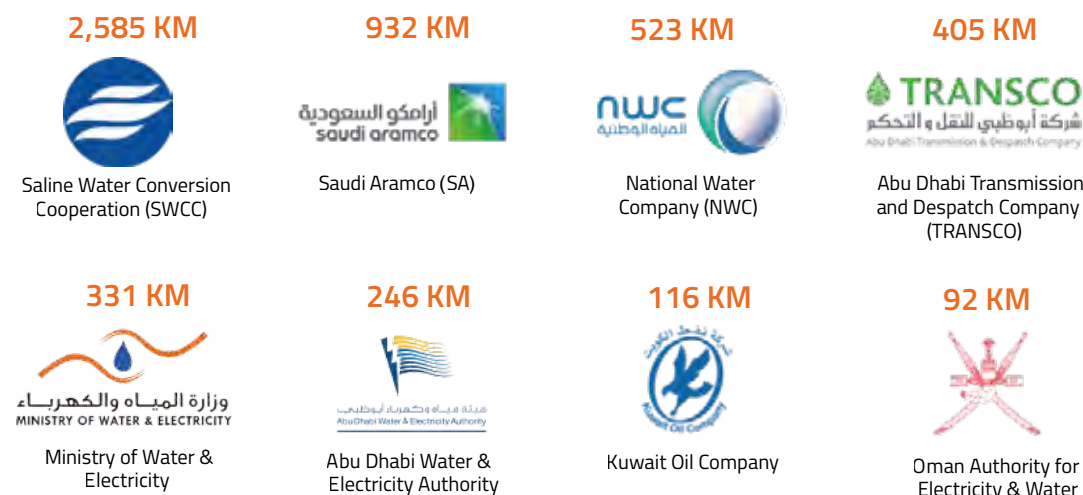 2,585 KM
932 KM
523 KM
405 KM
أرامكو السعودية
saudi aramco
nwc
المياه الوطنية
TRANSCO
شركة أبوظبي للنقل و التحكم
Abu Dhabi Transmission & Despatch Company
Saline Water Conversion
Cooperation (SWCC)
Saudi Aramco (SA)
National Water
Company (NWC)
Abu Dhabi Transmission
and Despatch Company
(TRANSCO)
331 KM
246 KM
116 KM
92 KM
وزارة الميـاه والكهربـاء
MINISTRY OF WATER & ELECTRICITY
هيئة مياه وكهرباء أبوظبي
Abu Dhabi Water & Electricity Authority
شركة نفط الكويت
Kuwait Oil Company
Ministry of Water &
Electricity
Abu Dhabi Water &
Electricity Authority
Kuwait Oil Company
Oman Authority for
Electricity & Water